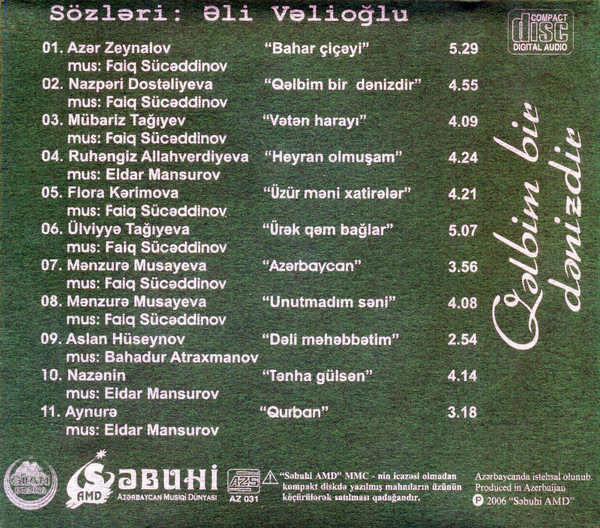 Sözləri: Əli Vəlioğlu
COMPACT
disc
DIGITAL AUDIO
01. Azər Zeynalov "Bahar çiçəyi" 5.29
mus: Faiq Sücəddinov
02. Nazpəri Dostəliyeva "Qəlbim bir dənizdir" 4.55
mus: Faiq Sücəddinov
03. Mübariz Tağıyev "Vətən harayı" 4.09
mus: Faiq Sücəddinov
04. Ruhəngiz Allahverdiyeva "Heyran olmuşam" 4.24
mus: Eldar Mansurov
05. Flora Kərimova "Üzür məni xatirələr" 4.21
mus: Faiq Sücəddinov
06. Ülviyyə Tağıyeva "Ürək qəm bağlar" 5.07
mus: Faiq Sücəddinov
07. Mənzurə Musayeva "Azərbaycan" 3.56
mus: Faiq Sücəddinov
08. Mənzurə Musayeva "Unutmadım səni" 4.08
mus: Faiq Sücəddinov
09. Aslan Hüseynov "Dəli məhəbbətim" 2.54
mus: Bahadur Atraxmanov
10. Nazənin "Tənha gülsən" 4.14
mus: Eldar Mansurov
11. Aynurə "Qurban" 3.18
mus: Eldar Mansurov
Qəlbim bir
dənizdir
AMD
SƏBUHİ
AZƏRBAYCAN MUSİQİ DÜNYASI
AZS
AZ 031
"Səbuhi AMD" MMC - nin icazəsi olmadan
kompakt diskdə yazılmış mahnıların üzünün
köçürülərək satılması qadağandır.
Azərbaycanda istehsal olunub.
Produced in Azerbaijan
℗ 2006 "Səbuhi AMD"